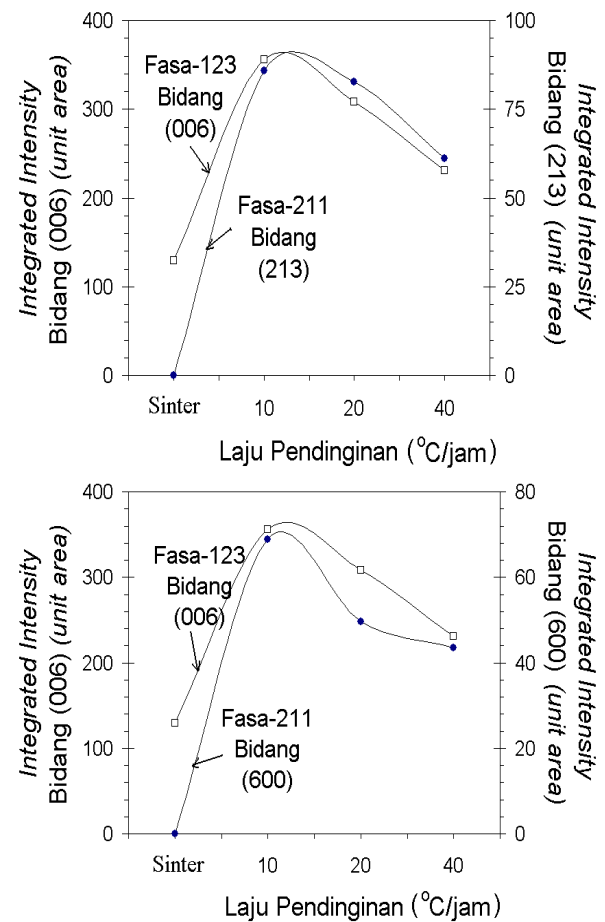 Integrated Intensity
Bidang (006) (unit area)
400
300
200
100
0
Fasa-123
Bidang
(006)
Fasa-211
Bidang
(213)
100
75
50
25
0
Integrated Intensity
Bidang (213) (unit area)
Sinter 10 20 40
Laju Pendinginan (°C/jam)
Integrated Intensity
Bidang (006) (unit area)
400
300
200
100
0
Fasa-123
Bidang
(006)
Fasa-211
Bidang
(600)
80
60
40
20
0
Integrated Intensity
Bidang (600) (unit area)
Sinter 10 20 40
Laju Pendinginan (°C/jam)